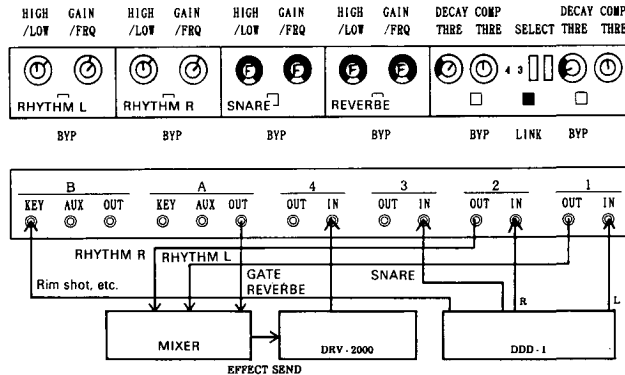 HIGH GAIN HIGH GAIN HIGH GAIN HIGH GAIN DECAY COMP DECAY COMP
/LOW /FRQ /LOW /FRQ /LOW /FRQ /LOW /FRQ THRE THRE SELECT THRE THRE
F F F F 4 3
RHYTHM L RHYTHM R SNARE REVERBE
BYP BYP BYP BYP BYP LINK BYP
B A 4 3 2 1
KEY AUX OUT KEY AUX OUT OUT IN OUT IN OUT IN OUT IN
RHYTHM R RHYTHM L
GATE SNARE
Rim shot, etc. REVERBE
R L
MIXER DRV - 2000 DDD - 1
EFFECT SEND